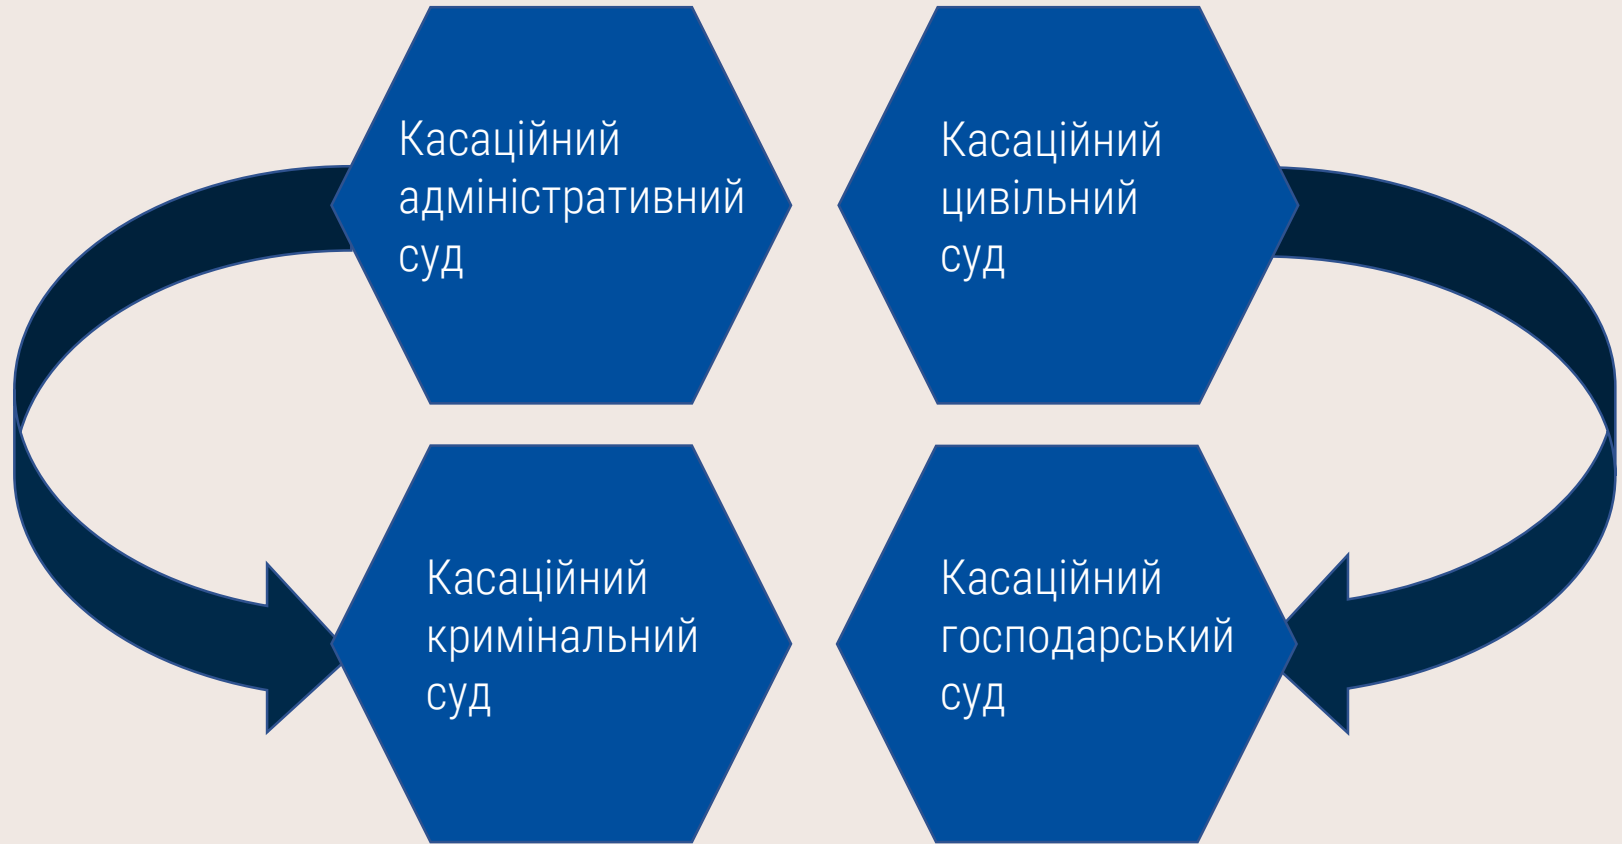 Касаційний
адміністративний
суд
Касаційний
цивільний
суд
Касаційний
кримінальний
суд
Касаційний
господарський
суд